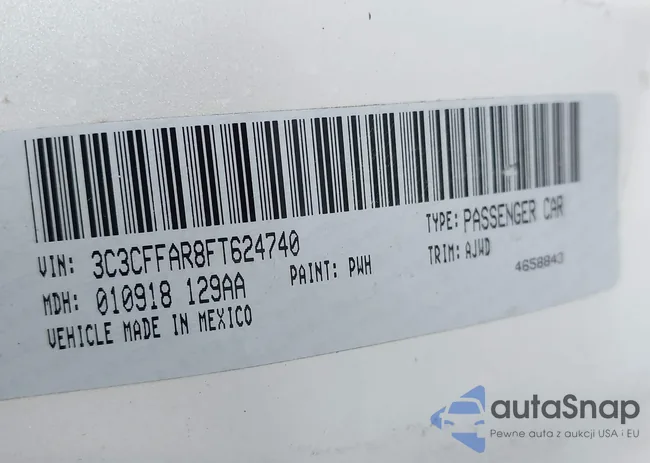 VIN: 3C3CFFAR8FT624740
TYPE: PASSENGER CAR
MDH: 010918 129AA
PAINT: PWH
TRIM: AJWD
VEHICLE MADE IN MEXICO
4658843
autaSnap
Pewne auta z aukcji USA i EU